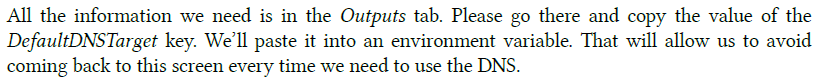 All the information we need is in the Outputs tab. Please go there and copy the value of the
DefaultDNSTarget key. We’ll paste it into an environment variable. That will allow us to avoid
coming back to this screen every time we need to use the DNS.